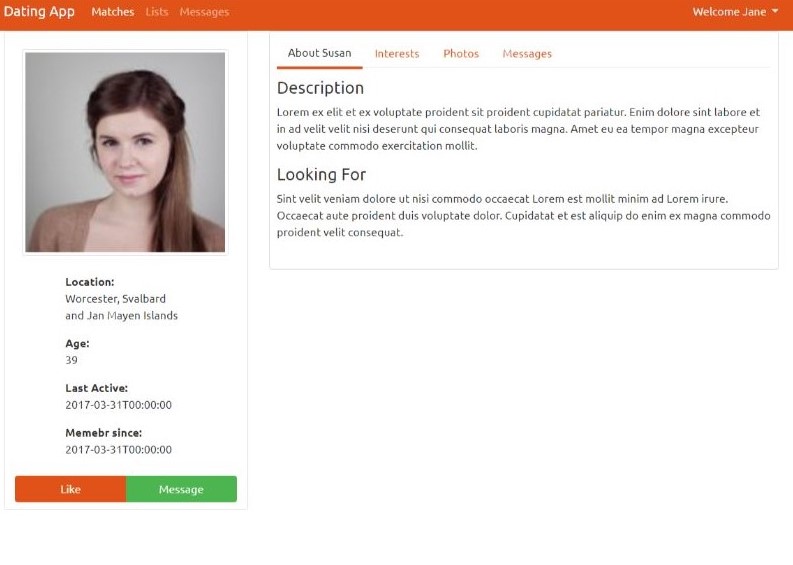 Dating App Matches Lists Messages Welcome Jane
About Susan Interests Photos Messages
Description
Lorem ex elit et ex voluptate proident sit proident cupidatat pariatur. Enim dolore sint labore et
in ad velit velit nisi deserunt qui consequat laboris magna. Amet eu ea tempor magna excepteur
voluptate commodo exercitation mollit.
Looking For
Sint velit veniam dolore ut nisi commodo occaecat Lorem est mollit minim ad Lorem irure.
Occaecat aute proident duis voluptate dolor. Cupidatat et est aliquip do enim ex magna commodo
proident velit consequat.
Location:
Worcester, Svalbard
and Jan Mayen Islands
Age:
39
Last Active:
2017-03-31T00:00:00
Memebr since:
2017-03-31T00:00:00
Like Message